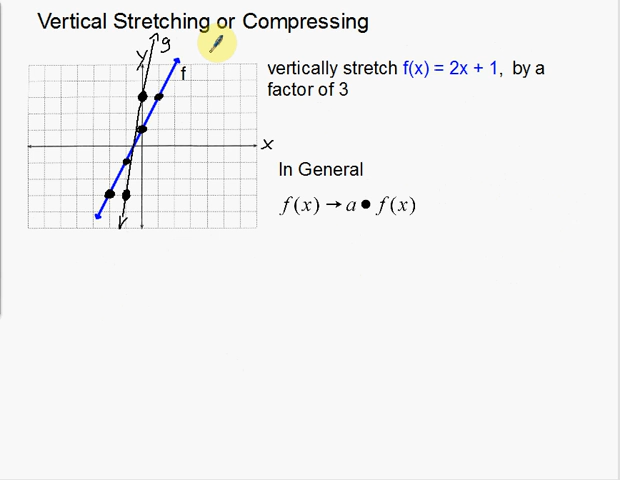 Vertical Stretching or Compressing
g
y
f
vertically stretch f(x) = 2x + 1, by a
factor of 3
x
In General
f(x) → a ● f(x)